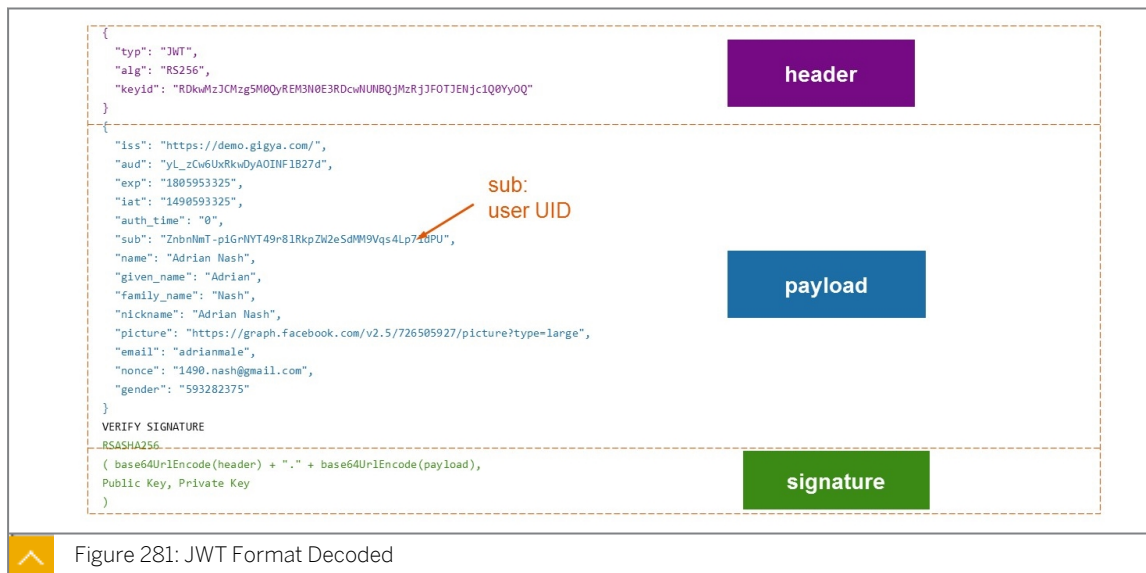 {
"typ": "JWT",
"alg": "RS256",
"keyid": "RDkwMzJCMzg5M0QyREM3N0E3RDcwNUNBQjMzRjJFOTJENjc1Q0YyOQ"
}
header
{
"iss": "https://demo.gigya.com/",
"aud": "yL_zCw6UxRkwDyAOINFlB27d",
"exp": "1805953325",
"iat": "1490593325",
"auth_time": "0",
sub:
user UID
"sub":
"name": "Adrian Nash",
"given_name": "Adrian",
"family_name": "Nash",
"nickname": "Adrian Nash",
"picture": "https://graph.facebook.com/v2.5/726505927/picture?type=large",
"email": "adrianmale",
"nonce": "1490.nash@gmail.com",
"gender": "593282375"
}
payload
VERIFY SIGNATURE
RSASHA256
( base64UrlEncode(header) + "." + base64UrlEncode(payload),
Public Key, Private Key
)
signature
Figure 281: JWT Format Decoded